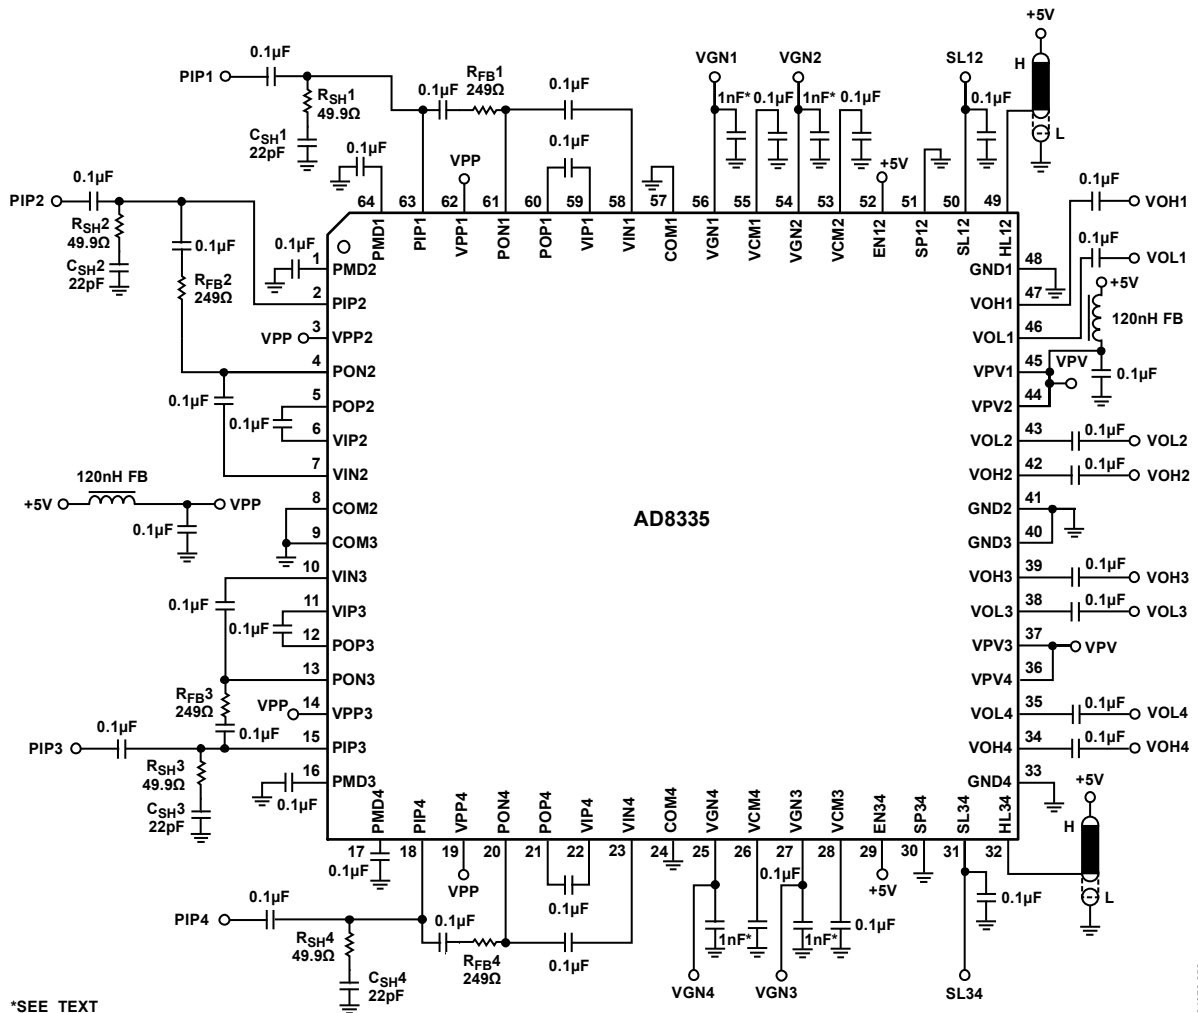 +5V
0.1µF
VGN1
VGN2
SL12
H
PIP1
RFB1
249Ω
0.1µF
0.1µF
RSH1
49.9Ω
1nF*
0.1µF
1nF*
0.1µF
0.1µF
CSH1
22pF
0.1µF
L
0.1µF
VPP
+5V
0.1µF
PIP2
0.1µF
VOH1
64 63 62 61 60 59 58 57 56 55 54 53 52 51 50 49
PMD1 PIP1 VPP1 PON1 POP1 VIP1 VIN1 COM1 VGN1 VCM1 VGN2 VCM2 EN12 SP12 SL12 HL12
RSH2
49.9Ω
CSH2
22pF
0.1µF
RFB2
249Ω
0.1µF
0.1µF
VOL1
+5V
120nH FB
VPV
0.1µF
1 PMD2
2 PIP2
VPP
3 VPP2
4 PON2
0.1µF
5 POP2
0.1µF
6 VIP2
7 VIN2
120nH FB
+5V
VPP
0.1µF
8 COM2
9 COM3
10 VIN3
0.1µF
11 VIP3
0.1µF
12 POP3
13 PON3
RFB3
249Ω
VPP
14 VPP3
0.1µF
0.1µF
PIP3
15 PIP3
RSH3
49.9Ω
16 PMD3
0.1µF
CSH3
22pF
AD8335
GND1 48
VOH1 47
VOL1 46
VPV1 45
VPV2 44
VOL2 43 0.1µF VOL2
VOH2 42 0.1µF VOH2
GND2 41
GND3 40
VOH3 39 0.1µF VOH3
VOL3 38 0.1µF VOL3
VPV3 37 VPV
VPV4 36
VOL4 35 0.1µF VOL4
VOH4 34 0.1µF VOH4
GND4 33
+5V
H
L
PMD4 PIP4 VPP4 PON4 POP4 VIP4 VIN4 COM4 VGN4 VCM4 VGN3 VCM3 EN34 SP34 SL34 HL34
17 18 19 20 21 22 23 24 25 26 27 28 29 30 31 32
0.1µF
VPP
0.1µF
0.1µF
+5V
0.1µF
PIP4
0.1µF
0.1µF
RSH4
49.9Ω
RFB4
249Ω
0.1µF
1nF*
1nF*
0.1µF
CSH4
22pF
VGN4
VGN3
SL34
*SEE TEXT